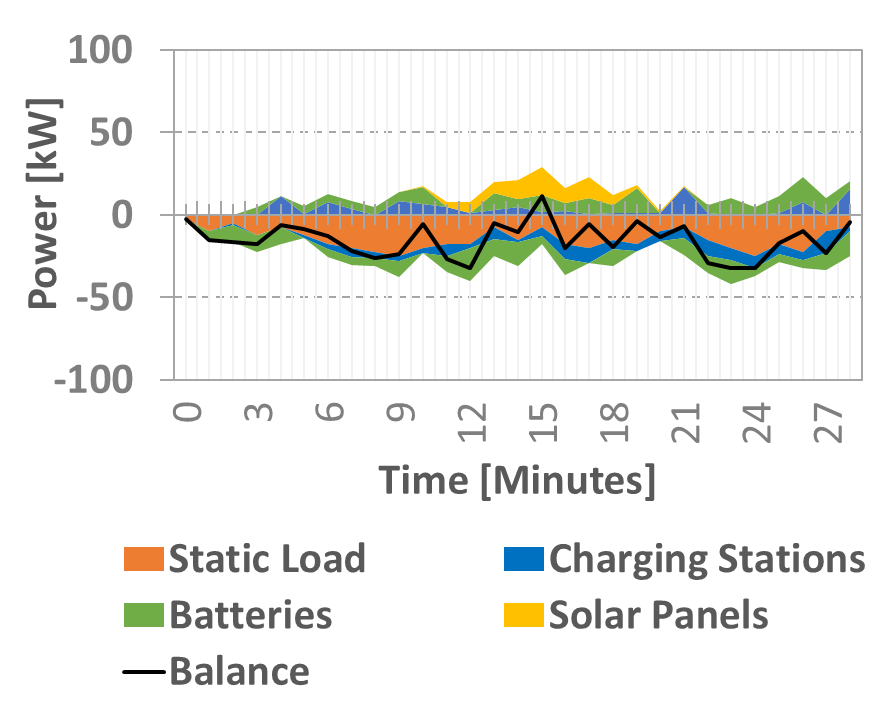 100
50
0
-50
-100
Power [kW]
0 3 6 9 12 15 18 21 24 27
Time [Minutes]
Static Load Charging Stations
Batteries Solar Panels
Balance